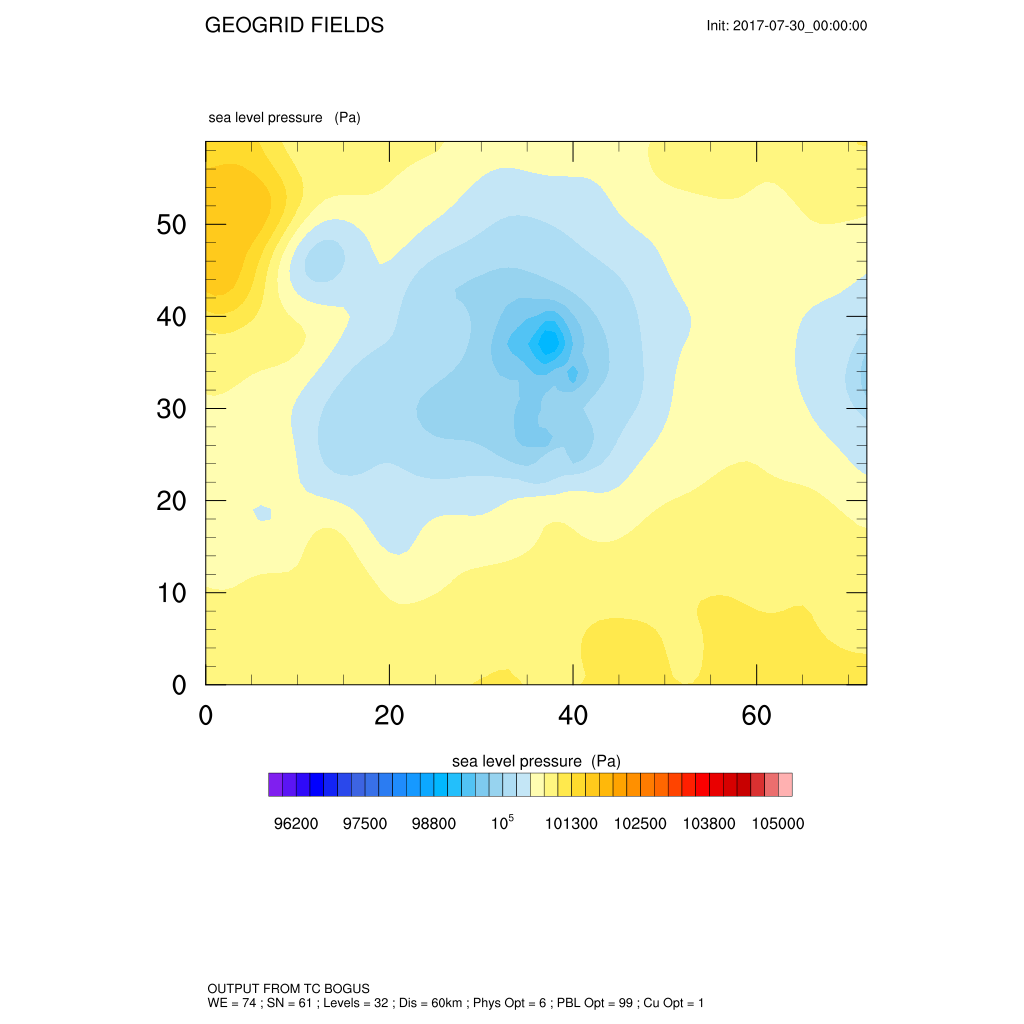 GEOGRID FIELDS
Init: 2017-07-30_00:00:00
sea level pressure (Pa)
50
40
30
20
10
0
0 20 40 60
sea level pressure (Pa)
96200 97500 98800 10⁵ 101300 102500 103800 105000
OUTPUT FROM TC BOGUS
WE = 74 ; SN = 61 ; Levels = 32 ; Dis = 60km ; Phys Opt = 6 ; PBL Opt = 99 ; Cu Opt = 1